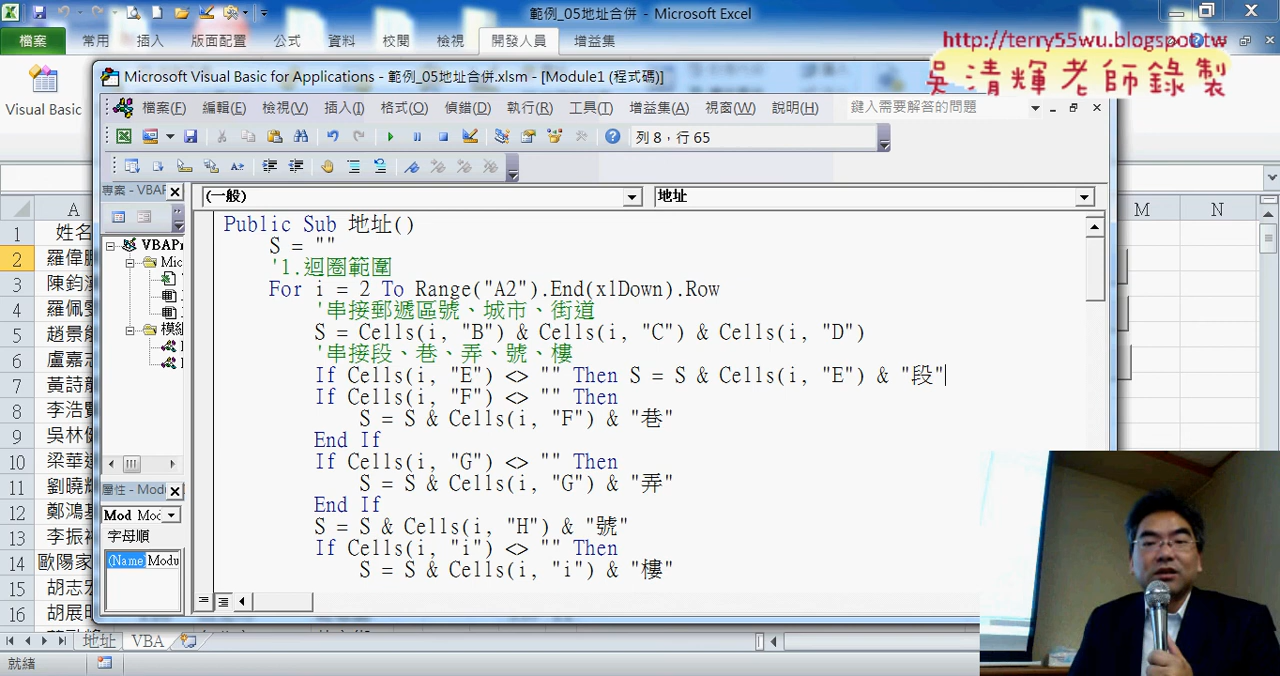 範例_05地址合併 - Microsoft Excel
檔案 常用 插入 版面配置 公式 資料 校閱 檢視 開發人員 增益集
http://terry55wu.blogspot.tw
吳清輝老師錄製
Visual Basic
Microsoft Visual Basic for Applications - 範例_05地址合併.xlsm - [Module1 (程式碼)]
檔案(F) 編輯(E) 檢視(V) 插入(I) 格式(O) 偵錯(D) 執行(R) 工具(T) 增益集(A) 視窗(W) 說明(H) 鍵入需要解答的問題
列 8，行 65
專案 - VBAP
(一般) 地址
A M N
VBAPr
Mic
模組
屬性 - Modu
Mod Moc
字母順
(Name) Modu
1 姓名
2 羅偉
3 陳鈞
4 羅佩
5 趙景
6 盧嘉
7 黃詩
8 李浩
9 吳林
10 梁華
11 劉曉
12 鄭鴻
13 李振
14 歐陽家
15 胡志
16 胡展
Public Sub 地址()
S = ""
'1.迴圈範圍
For i = 2 To Range("A2").End(xlDown).Row
'串接郵遞區號、城市、街道
S = Cells(i, "B") & Cells(i, "C") & Cells(i, "D")
'串接段、巷、弄、號、樓
If Cells(i, "E") <> "" Then S = S & Cells(i, "E") & "段"
If Cells(i, "F") <> "" Then
S = S & Cells(i, "F") & "巷"
End If
If Cells(i, "G") <> "" Then
S = S & Cells(i, "G") & "弄"
End If
S = S & Cells(i, "H") & "號"
If Cells(i, "i") <> "" Then
S = S & Cells(i, "i") & "樓"
地址 VBA
就緒